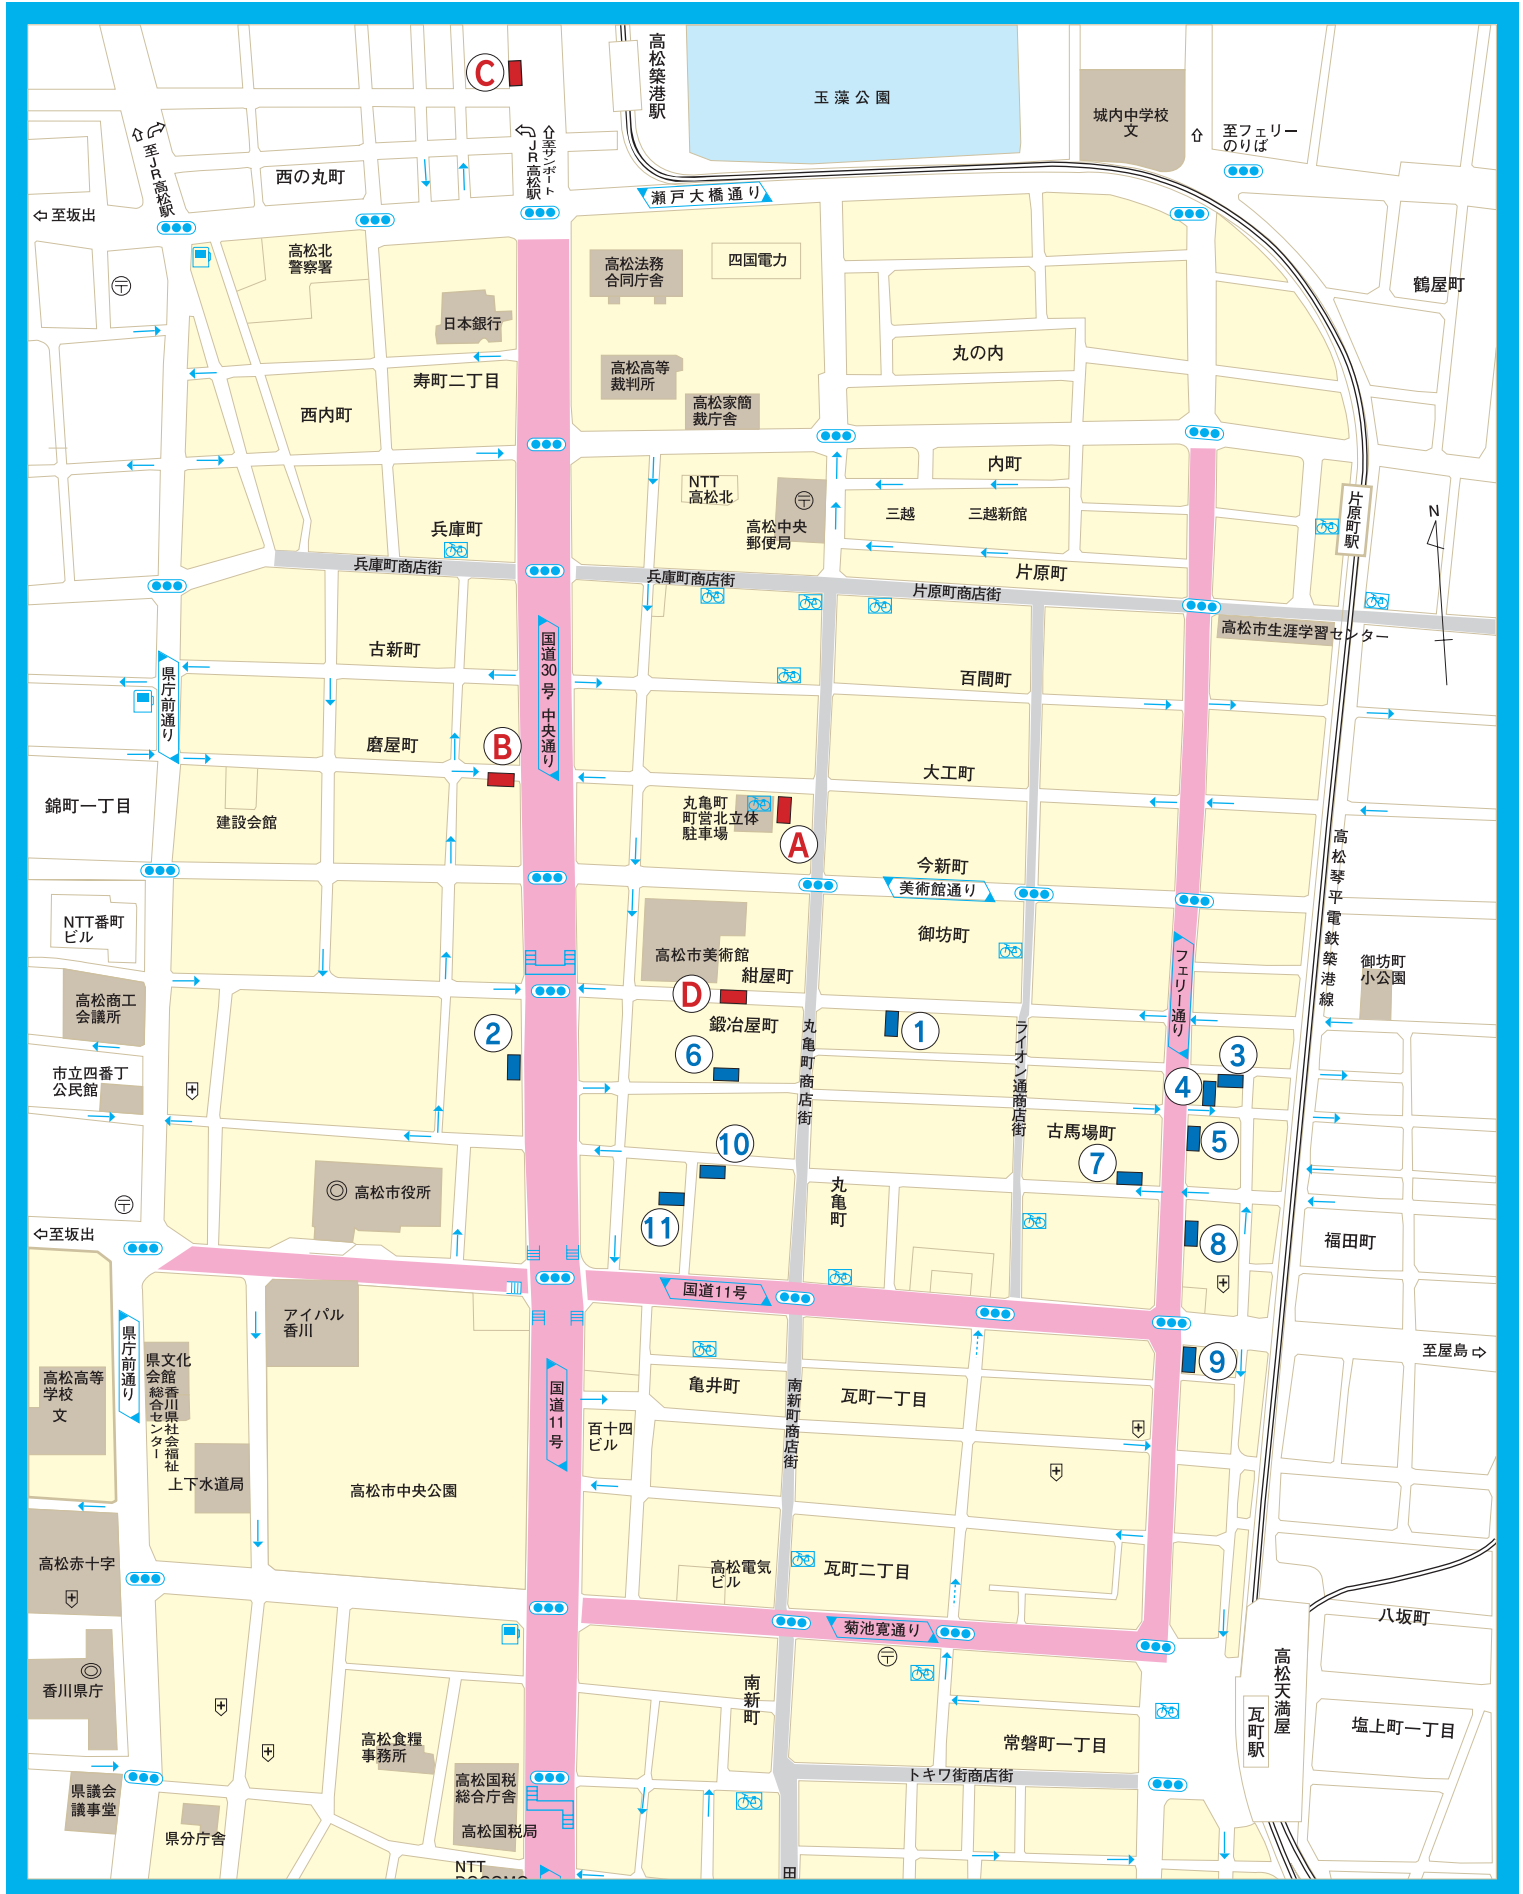 C
高松築港駅
玉藻公園
城内中学校
文
至フェリー
のりば
至JR高松駅
JR高松駅
至サンポート
西の丸町
瀬戸大橋通り
至坂出
高松北
警察署
高松法務
合同庁舎
四国電力
鶴屋町
日本銀行
丸の内
高松高等
裁判所
寿町二丁目
高松家簡
裁庁舎
西内町
内町
NTT
高松北
三越
三越新館
高松中央
郵便局
兵庫町
片原町駅
N
兵庫町商店街
兵庫町商店街
片原町
片原町商店街
高松市生涯学習センター
国道30号・中央通り
古新町
県庁前通り
百間町
磨屋町
B
大工町
錦町一丁目
建設会館
丸亀町
町営北立体
駐車場
A
高松琴平電鉄築港線
今新町
美術館通り
NTT番町
ビル
御坊町
高松市美術館
紺屋町
フェリー通り
御坊町
小公園
高松商工
会議所
D
鍛冶屋町
丸亀町商店街
ライオン通商店街
1
2
6
3
4
市立四番丁
公民館
古馬場町
5
10
7
高松市役所
丸亀町
11
8
至坂出
福田町
国道11号
アイパル
香川
県庁前通り
県文化
会館
香川県社会福祉
総合センター
高松高等
学校
文
9
至屋島
亀井町
南新町商店街
瓦町一丁目
国道11号
百十四
ビル
上下水道局
高松市中央公園
高松赤十字
高松電気
ビル
瓦町二丁目
八坂町
菊池寛通り
香川県庁
南新町
高松天満屋
瓦町駅
塩上町一丁目
高松食糧
事務所
常磐町一丁目
トキワ街商店街
県議会
議事堂
高松国税
総合庁舎
県分庁舎
高松国税局
NTT
DOCOMO
田